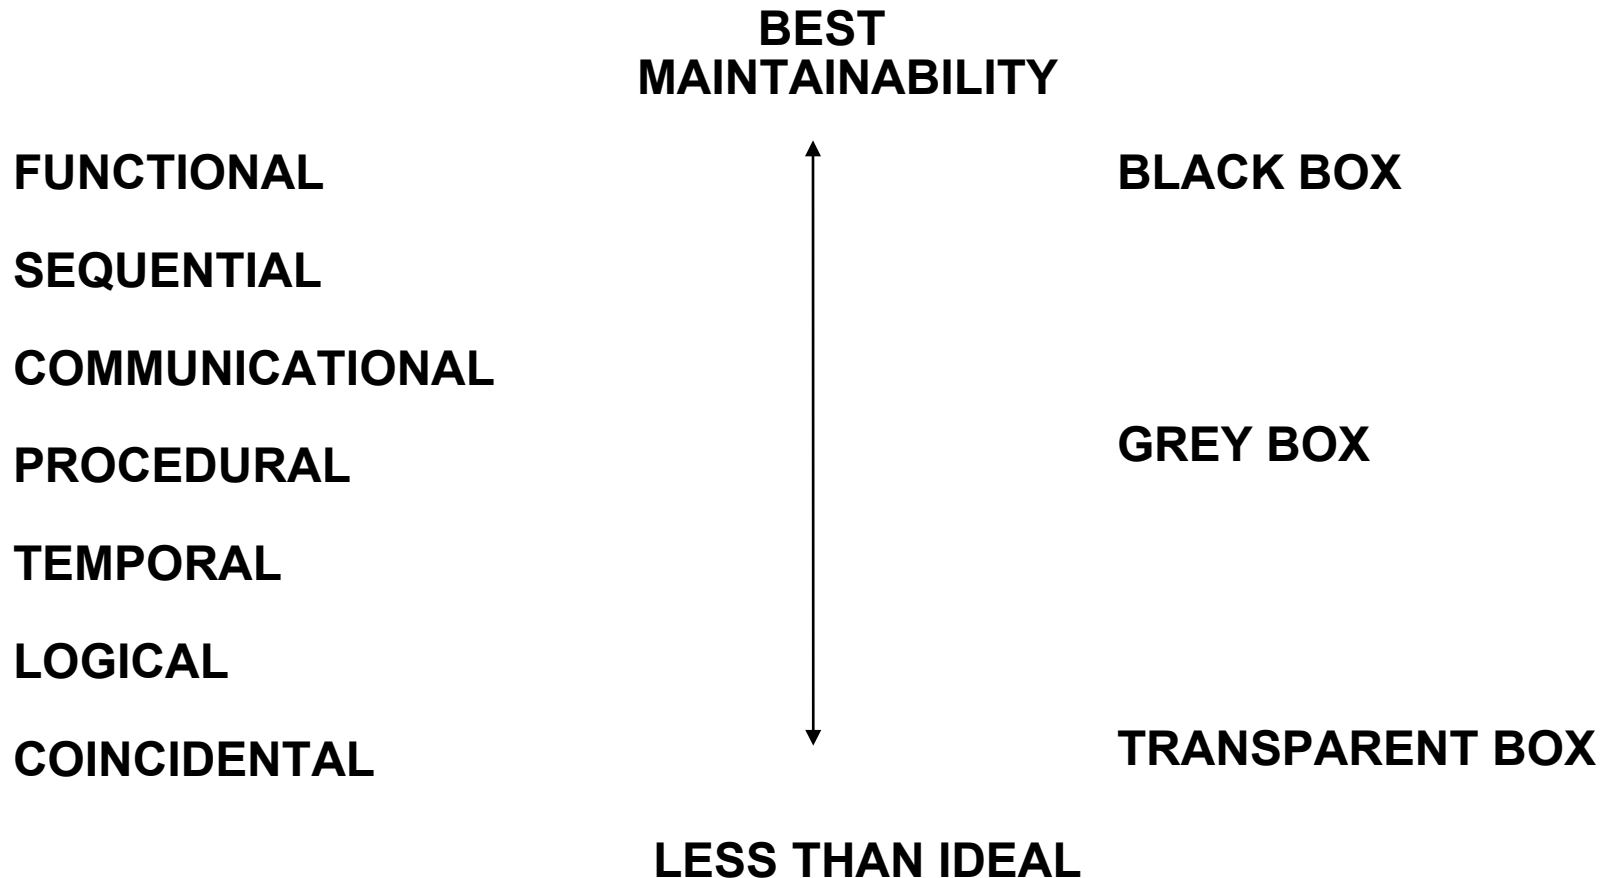 BEST
MAINTAINABILITY
FUNCTIONAL
BLACK BOX
SEQUENTIAL
COMMUNICATIONAL
GREY BOX
PROCEDURAL
TEMPORAL
LOGICAL
TRANSPARENT BOX
COINCIDENTAL
LESS THAN IDEAL